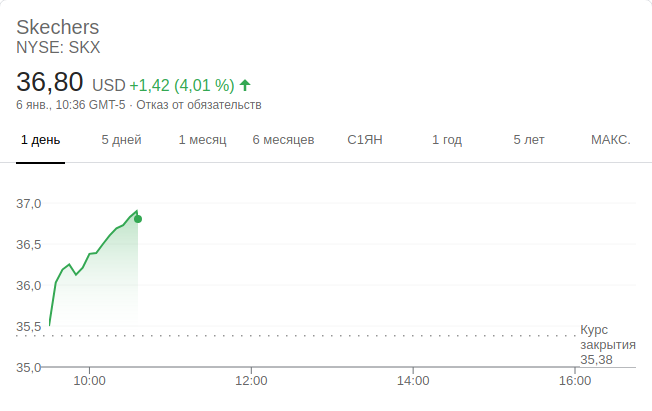 Skechers
NYSE: SKX
36,80 USD +1,42 (4,01 %)
6 янв., 10:36 GMT-5 · Отказ от обязательств
1 день 5 дней 1 месяц 6 месяцев С1ЯН 1 год 5 лет МАКС.
37,0
36,5
36,0
35,5
Курс
закрытия
35,38
35,0
10:00 12:00 14:00 16:00